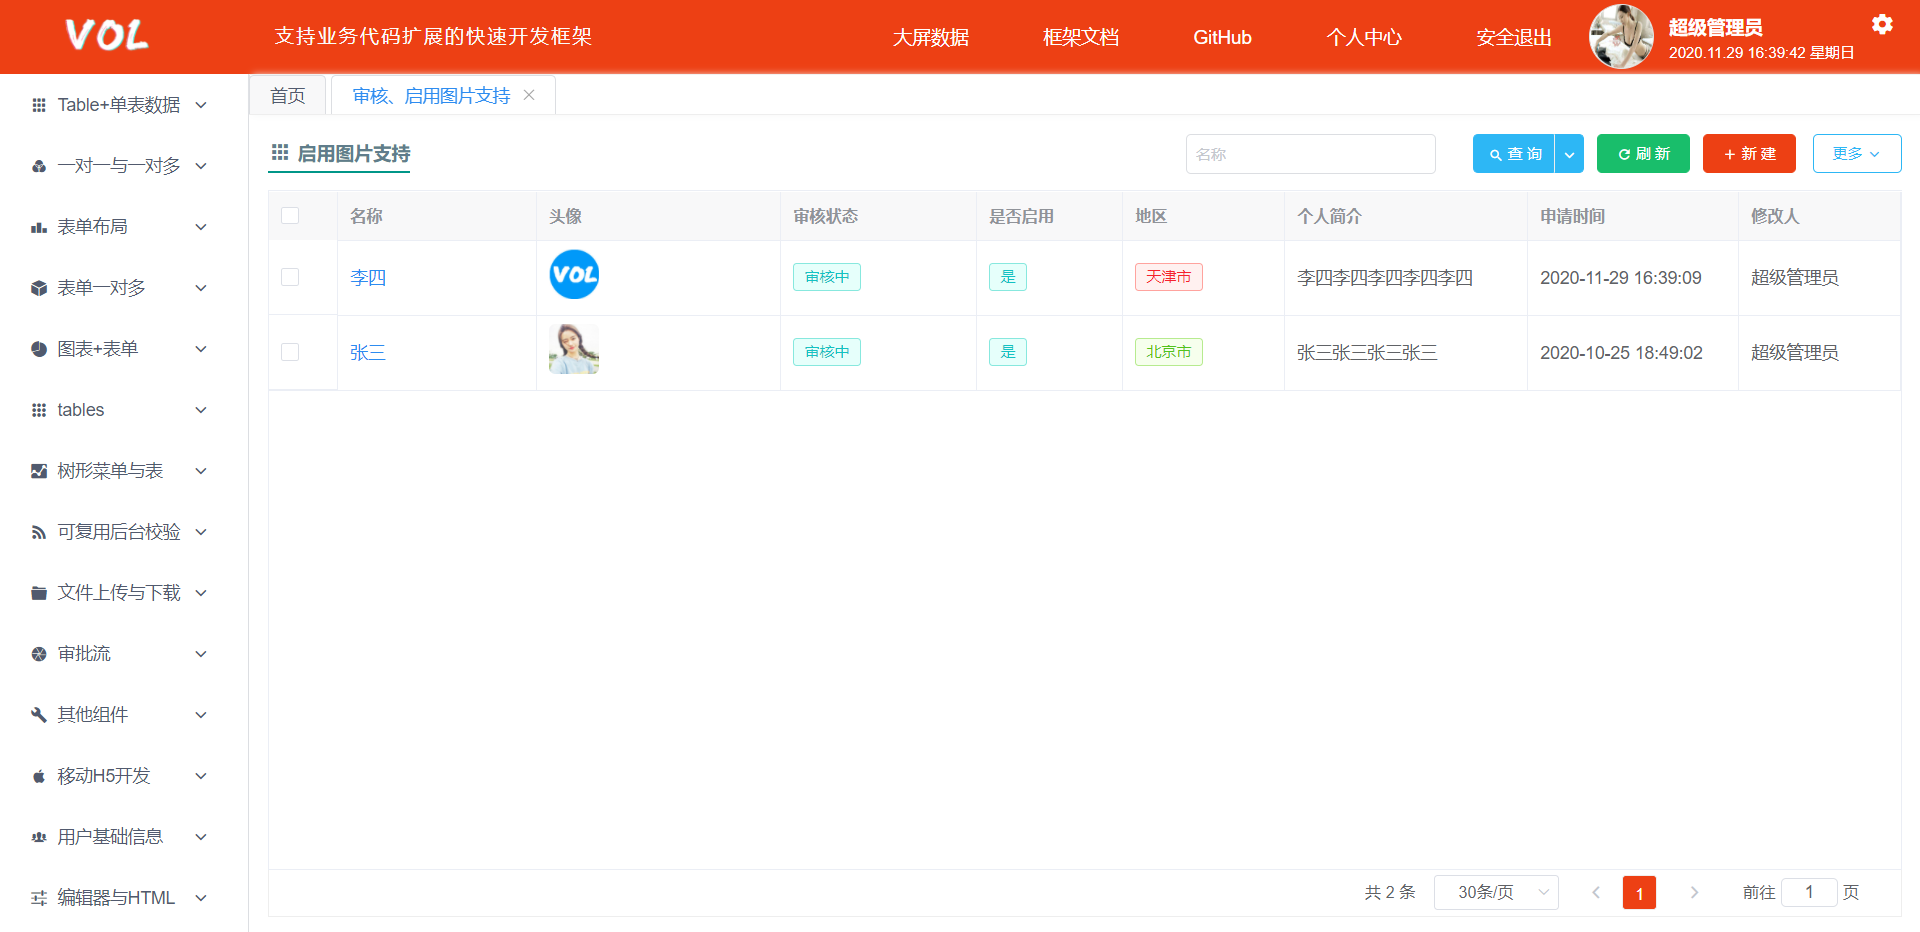 VOL
支持业务代码扩展的快速开发框架
大屏数据
框架文档
GitHub
个人中心
安全退出
超级管理员
2020.11.29 16:39:42 星期日
Table+单表数据
一对一与一对多
表单布局
表单一对多
图表+表单
tables
树形菜单与表
可复用后台校验
文件上传与下载
审批流
其他组件
移动H5开发
用户基础信息
编辑器与HTML
首页
审核、启用图片支持
启用图片支持
名称
查 询
刷 新
新 建
更多
名称 头像 审核状态 是否启用 地区 个人简介 申请时间 修改人
李四 VOL 审核中 是 天津市 李四李四李四李四李四 2020-11-29 16:39:09 超级管理员
张三 审核中 是 北京市 张三张三张三张三 2020-10-25 18:49:02 超级管理员
共 2 条 30条/页 1 前往 1 页